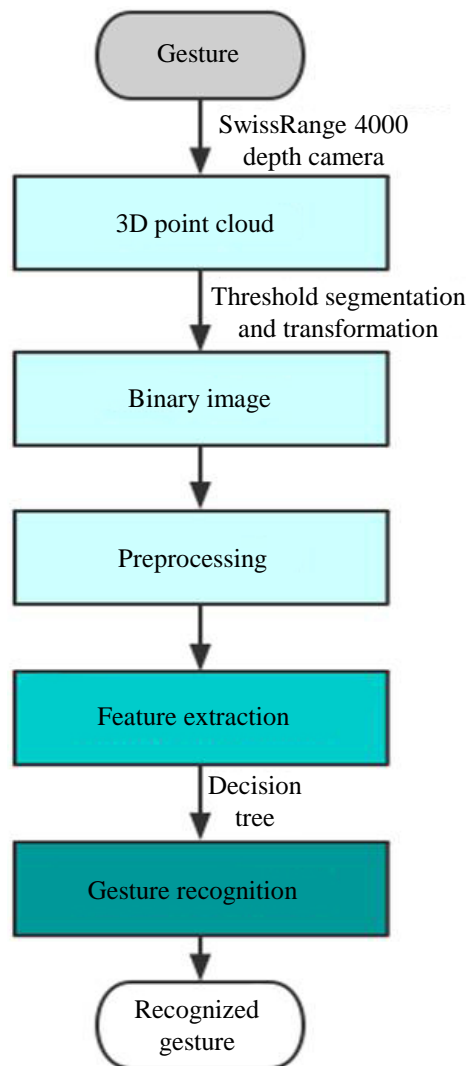 Gesture
SwissRange 4000
depth camera
3D point cloud
Threshold segmentation
and transformation
Binary image
Preprocessing
Feature extraction
Decision
tree
Gesture recognition
Recognized
gesture